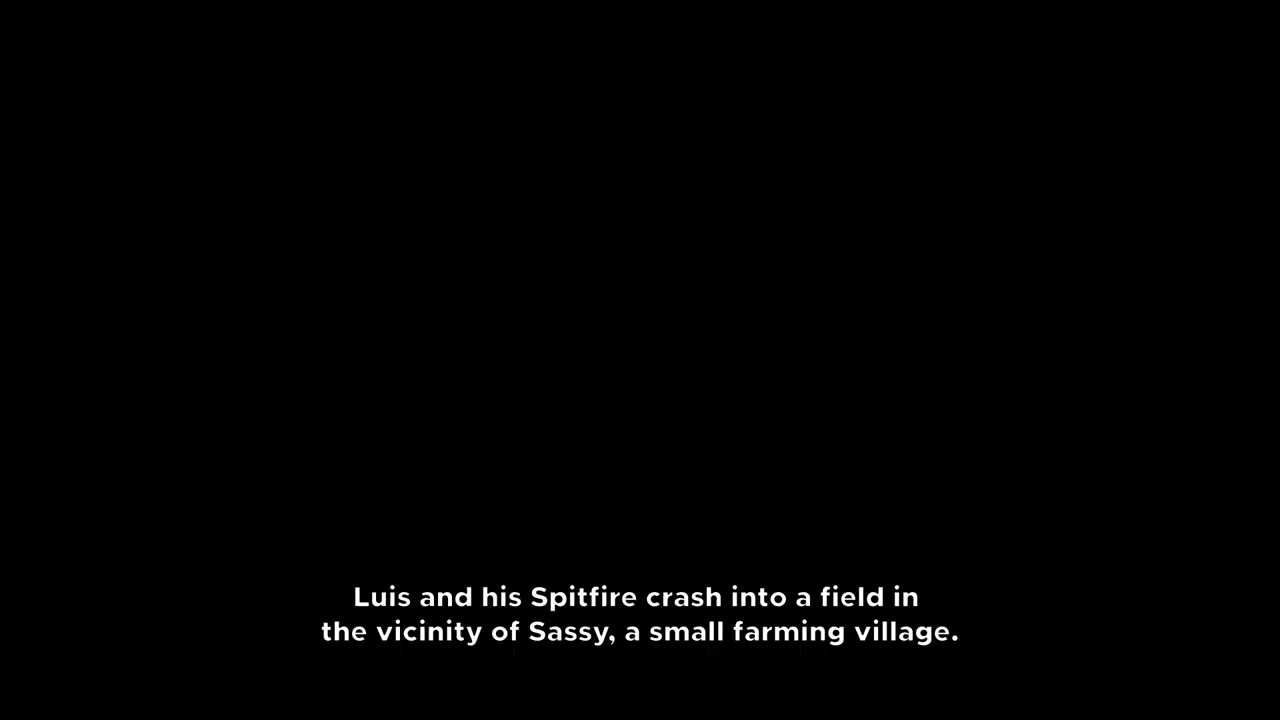 Luis and his Spitfire crash into a field in
the vicinity of Sassy, a small farming village.